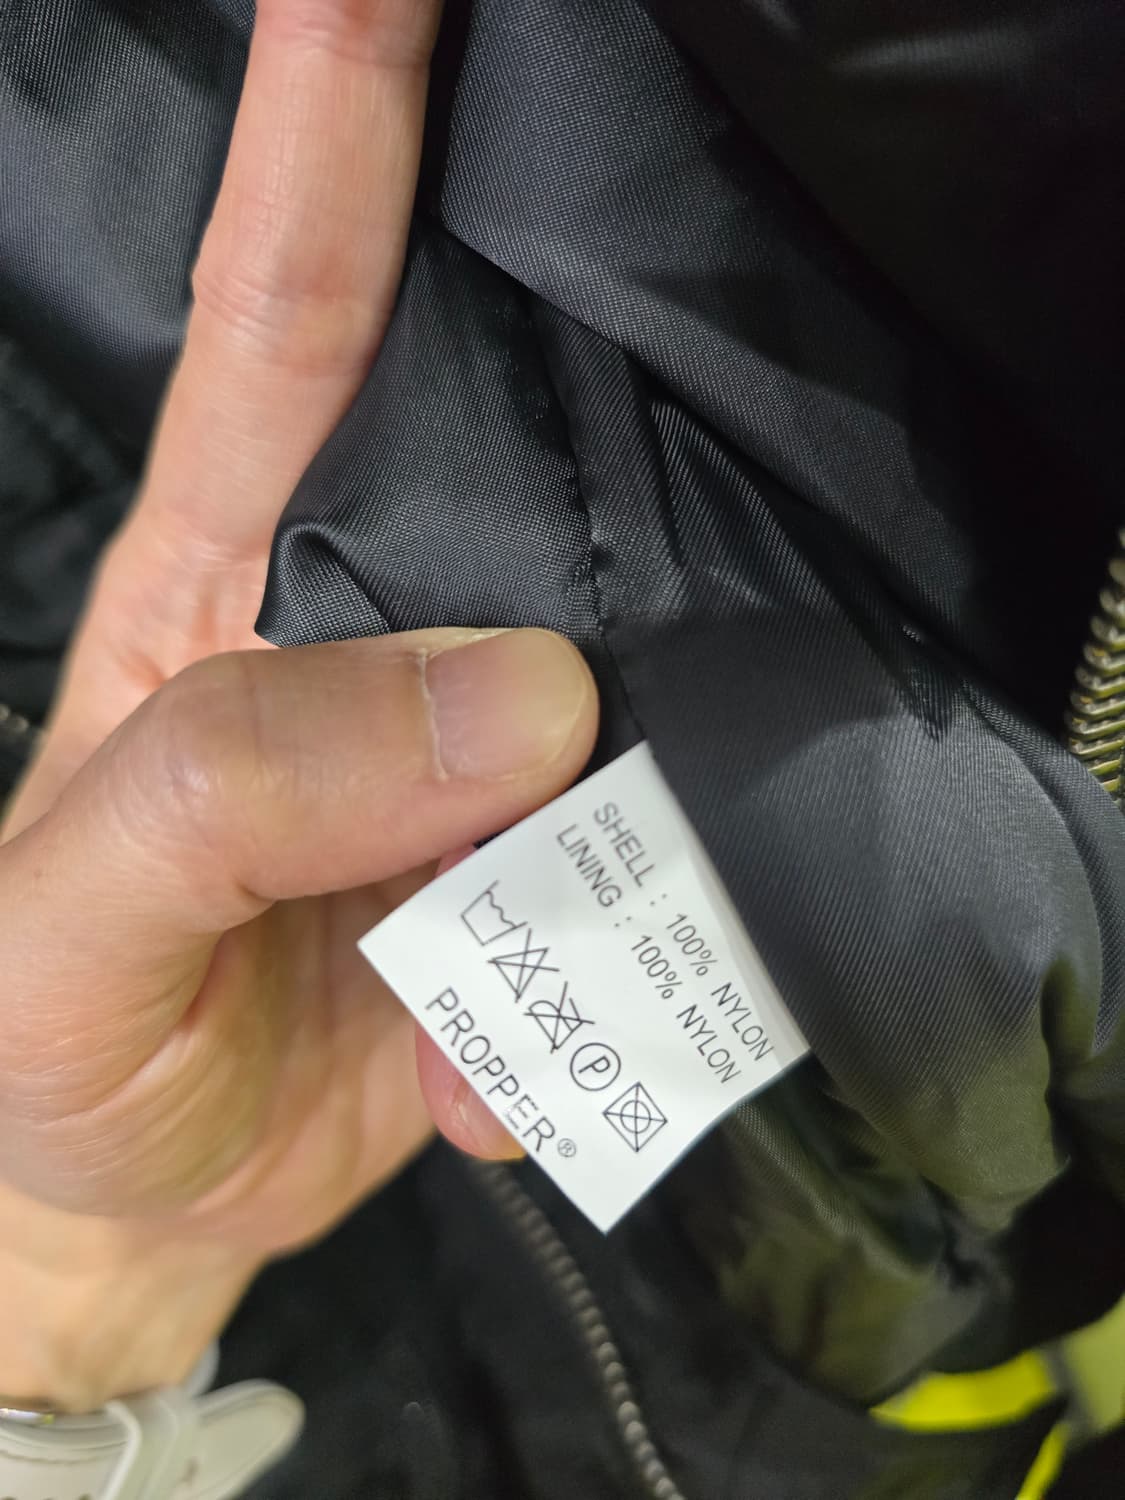 SHELL : 100% NYLON
LINING : 100% NYLON
P
PROPPER®